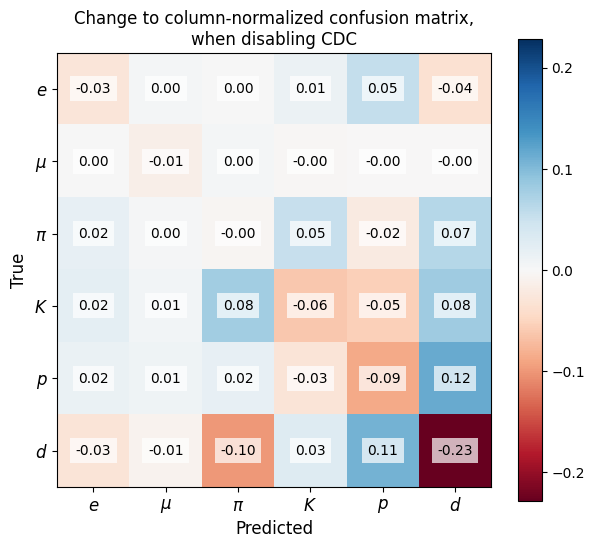 Change to column-normalized confusion matrix,
when disabling CDC
True
e -0.03 0.00 0.00 0.01 0.05 -0.04
μ 0.00 -0.01 0.00 -0.00 -0.00 -0.00
π 0.02 0.00 -0.00 0.05 -0.02 0.07
K 0.02 0.01 0.08 -0.06 -0.05 0.08
p 0.02 0.01 0.02 -0.03 -0.09 0.12
d -0.03 -0.01 -0.10 0.03 0.11 -0.23
e μ π K p d
Predicted
0.2
0.1
0.0
−0.1
−0.2